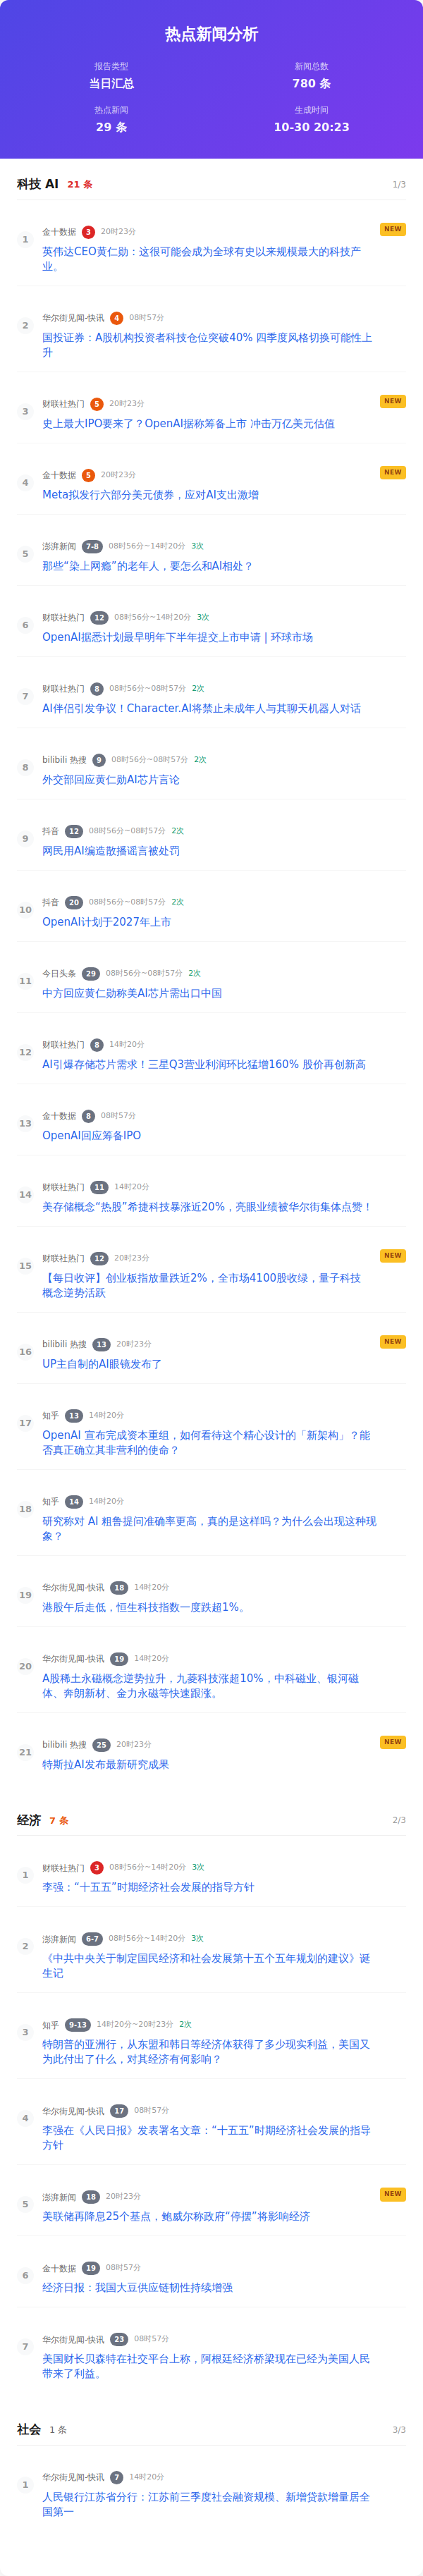 热点新闻分析
报告类型
新闻总数
当日汇总
780 条
热点新闻
生成时间
29 条
10-30 20:23
科技 AI 21 条 1/3
1
金十数据 3 20时23分 NEW
英伟达CEO黄仁勋：这很可能会成为全球有史以来规模最大的科技产
业。
2
华尔街见闻-快讯 4 08时57分
国投证券：A股机构投资者科技仓位突破40% 四季度风格切换可能性上
升
3
财联社热门 5 20时23分 NEW
史上最大IPO要来了？OpenAI据称筹备上市 冲击万亿美元估值
4
金十数据 5 20时23分 NEW
Meta拟发行六部分美元债券，应对AI支出激增
5
澎湃新闻 7-8 08时56分~14时20分 3次
那些“染上网瘾”的老年人，要怎么和AI相处？
6
财联社热门 12 08时56分~14时20分 3次
OpenAI据悉计划最早明年下半年提交上市申请 | 环球市场
7
财联社热门 8 08时56分~08时57分 2次
AI伴侣引发争议！Character.AI将禁止未成年人与其聊天机器人对话
8
bilibili 热搜 9 08时56分~08时57分 2次
外交部回应黄仁勋AI芯片言论
9
抖音 12 08时56分~08时57分 2次
网民用AI编造散播谣言被处罚
10
抖音 20 08时56分~08时57分 2次
OpenAI计划于2027年上市
11
今日头条 29 08时56分~08时57分 2次
中方回应黄仁勋称美AI芯片需出口中国
12
财联社热门 8 14时20分
AI引爆存储芯片需求！三星Q3营业利润环比猛增160% 股价再创新高
13
金十数据 8 08时57分
OpenAI回应筹备IPO
14
财联社热门 11 14时20分
美存储概念“热股”希捷科技暴涨近20%，亮眼业绩被华尔街集体点赞！
15
财联社热门 12 20时23分 NEW
【每日收评】创业板指放量跌近2%，全市场4100股收绿，量子科技
概念逆势活跃
16
bilibili 热搜 13 20时23分 NEW
UP主自制的AI眼镜发布了
17
知乎 13 14时20分
OpenAI 宣布完成资本重组，如何看待这个精心设计的「新架构」？能
否真正确立其非营利的使命？
18
知乎 14 14时20分
研究称对 AI 粗鲁提问准确率更高，真的是这样吗？为什么会出现这种现
象？
19
华尔街见闻-快讯 18 14时20分
港股午后走低，恒生科技指数一度跌超1%。
20
华尔街见闻-快讯 19 14时20分
A股稀土永磁概念逆势拉升，九菱科技涨超10%，中科磁业、银河磁
体、奔朗新材、金力永磁等快速跟涨。
21
bilibili 热搜 25 20时23分 NEW
特斯拉AI发布最新研究成果
经济 7 条 2/3
1
财联社热门 3 08时56分~14时20分 3次
李强：“十五五”时期经济社会发展的指导方针
2
澎湃新闻 6-7 08时56分~14时20分 3次
《中共中央关于制定国民经济和社会发展第十五个五年规划的建议》诞
生记
3
知乎 9-13 14时20分~20时23分 2次
特朗普的亚洲行，从东盟和韩日等经济体获得了多少现实利益，美国又
为此付出了什么，对其经济有何影响？
4
华尔街见闻-快讯 17 08时57分
李强在《人民日报》发表署名文章：“十五五”时期经济社会发展的指导
方针
5
澎湃新闻 18 20时23分 NEW
美联储再降息25个基点，鲍威尔称政府“停摆”将影响经济
6
金十数据 19 08时57分
经济日报：我国大豆供应链韧性持续增强
7
华尔街见闻-快讯 23 08时57分
美国财长贝森特在社交平台上称，阿根廷经济桥梁现在已经为美国人民
带来了利益。
社会 1 条 3/3
1
华尔街见闻-快讯 7 14时20分
人民银行江苏省分行：江苏前三季度社会融资规模、新增贷款增量居全
国第一